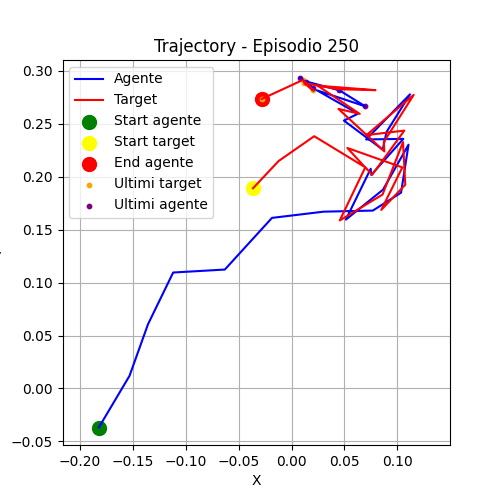 Trajectory - Episodio 250
Agente
Target
Start agente
Start target
End agente
Ultimi target
Ultimi agente
0.30
0.25
0.20
0.15
0.10
0.05
0.00
−0.05
−0.20
−0.15
−0.10
−0.05
0.00
0.05
0.10
X